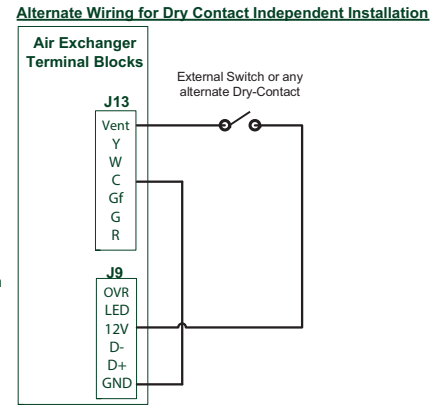 Alternate Wiring for Dry Contact Independent Installation
Air Exchanger
Terminal Blocks
External Switch or any
alternate Dry-Contact
J13
Vent
Y
W
C
Gf
G
R
J9
OVR
LED
12V
D-
D+
GND